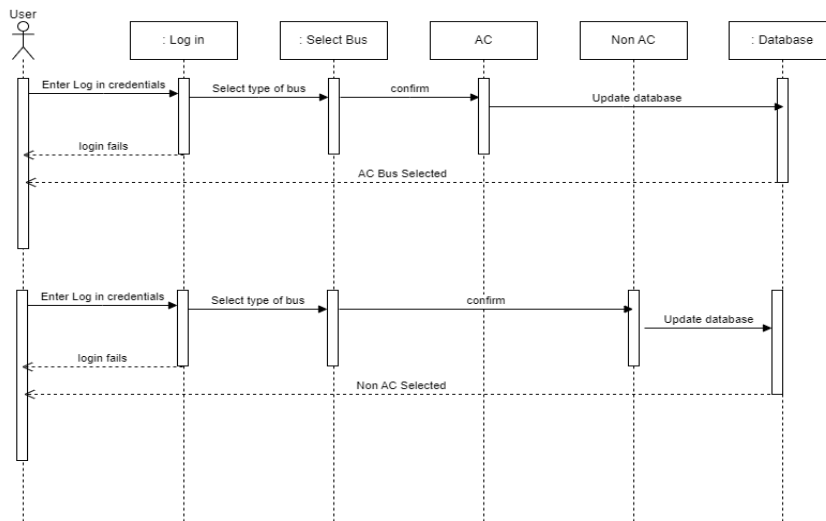 User
: Log in
: Select Bus
AC
Non AC
: Database
Enter Log in credentials
Select type of bus
confirm
Update database
login fails
AC Bus Selected
Enter Log in credentials
Select type of bus
confirm
Update database
login fails
Non AC Selected